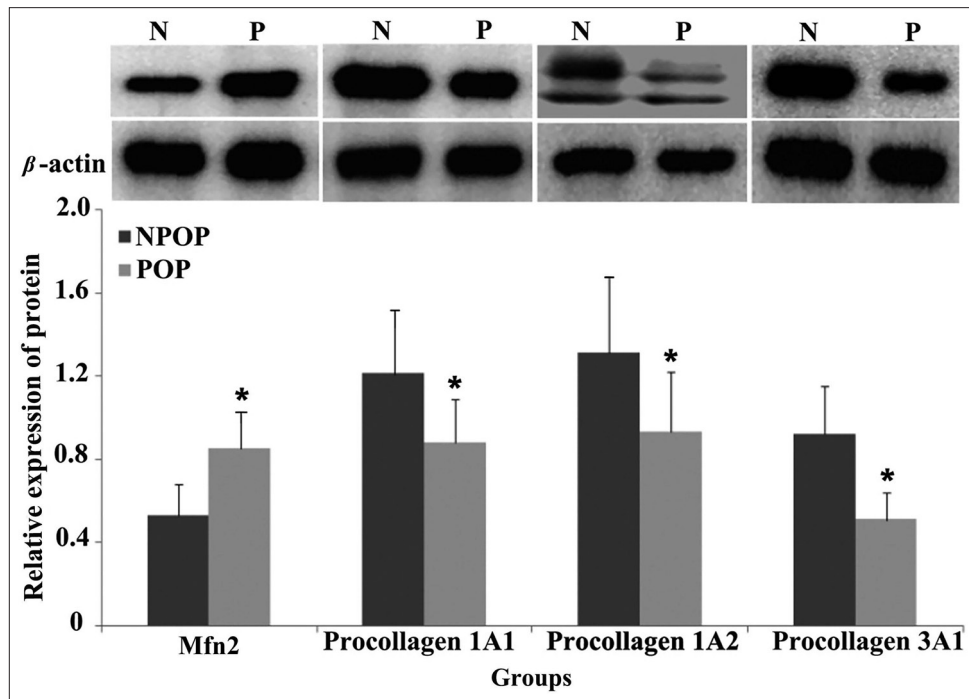 N P N P N P N P
β-actin
2.0
NPOP
POP
1.6
1.2
0.8
0.4
0
Relative expression of protein
* * * *
Mfn2 Procollagen 1A1 Procollagen 1A2 Procollagen 3A1
Groups